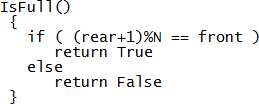 IsFull()
{
if ( (rear+1)%N == front )
return True
else
return False
}